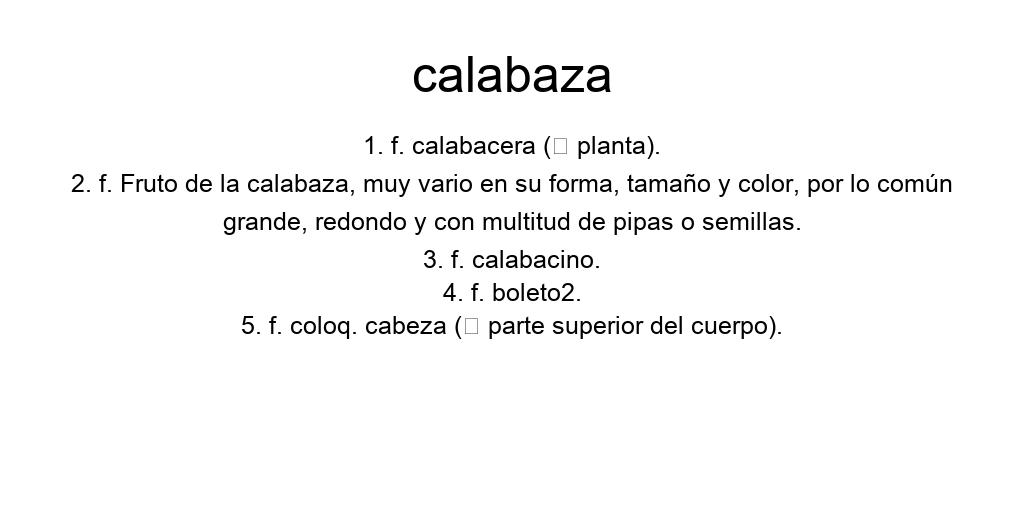 calabaza
1. f. calabacera (▯ planta).
2. f. Fruto de la calabaza, muy vario en su forma, tamaño y color, por lo común
grande, redondo y con multitud de pipas o semillas.
3. f. calabacino.
4. f. boleto2.
5. f. coloq. cabeza (▯ parte superior del cuerpo).